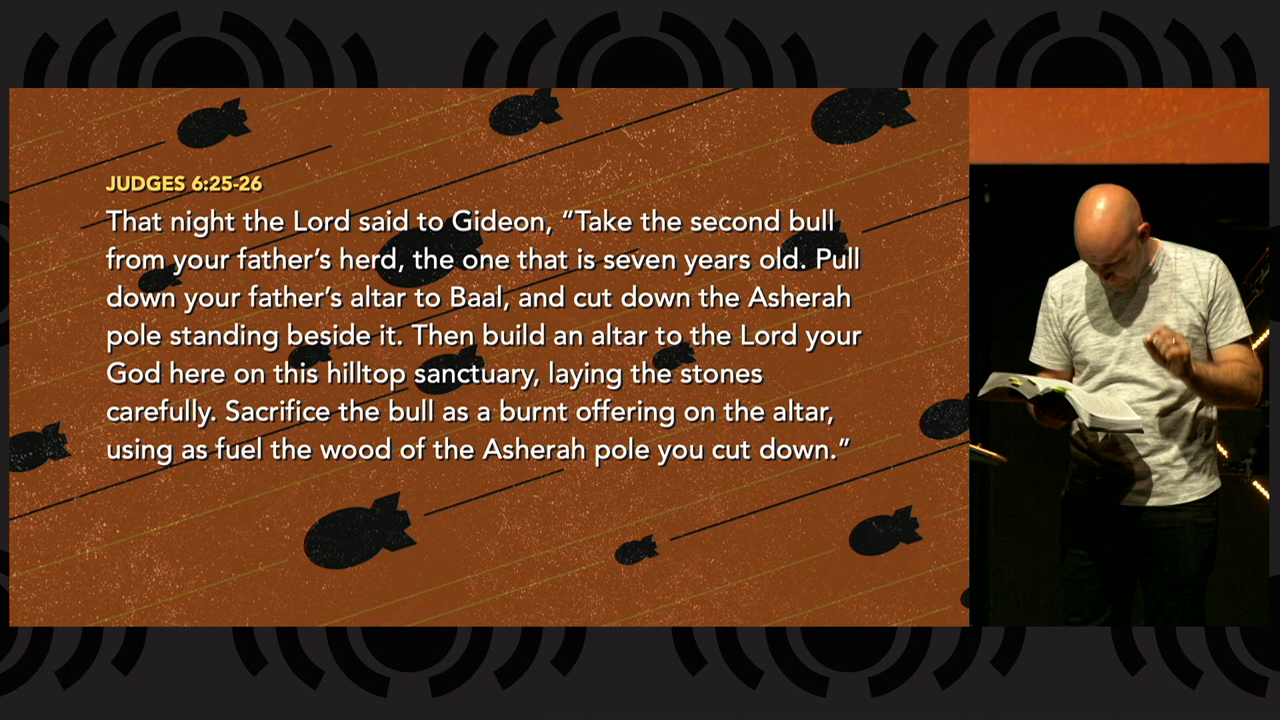 JUDGES 6:25-26
That night the Lord said to Gideon, “Take the second bull
from your father’s herd, the one that is seven years old. Pull
down your father’s altar to Baal, and cut down the Asherah
pole standing beside it. Then build an altar to the Lord your
God here on this hilltop sanctuary, laying the stones
carefully. Sacrifice the bull as a burnt offering on the altar,
using as fuel the wood of the Asherah pole you cut down.”